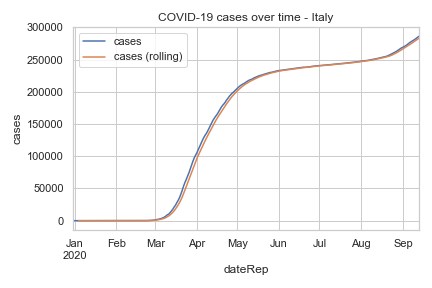 COVID-19 cases over time - Italy
300000
250000
200000
150000
100000
50000
0
cases
cases
cases (rolling)
Jan Feb Mar Apr May Jun Jul Aug Sep
2020
dateRep